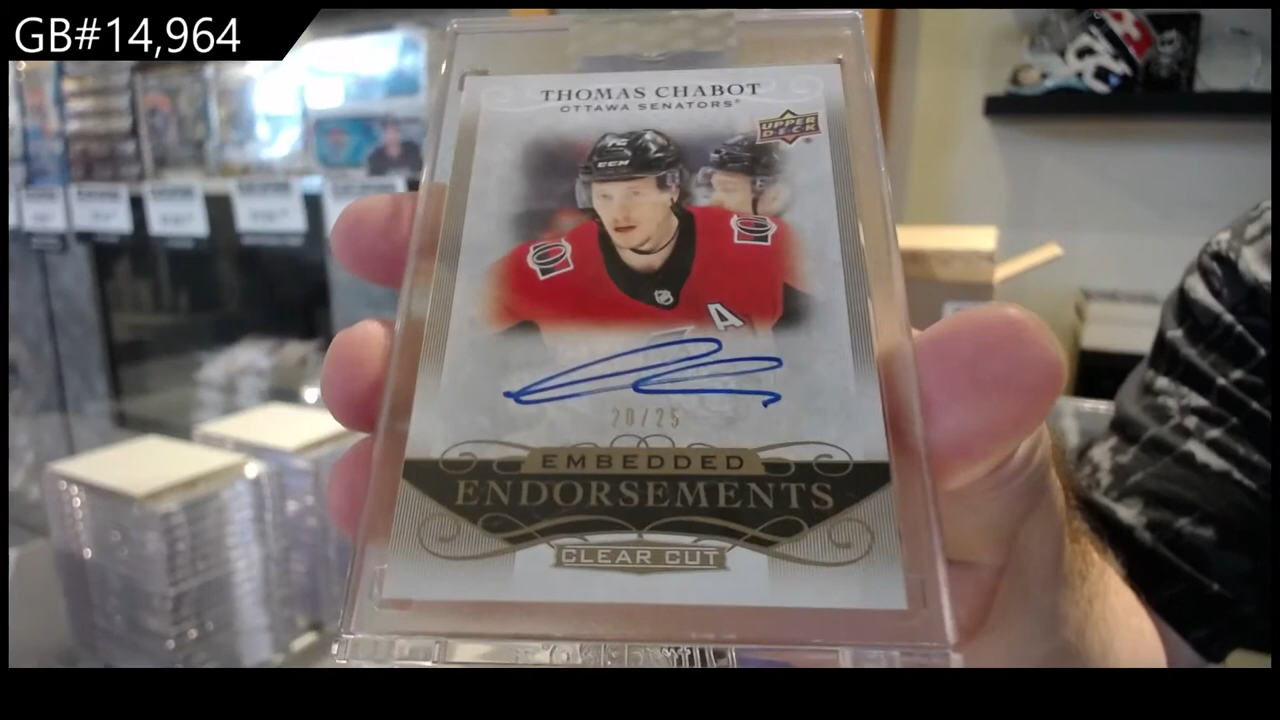 GB#14,964
THOMAS CHABOT
OTTAWA SENATORS®
UPPER
DECK®
CCM
A
20/25
EMBEDDED
ENDORSEMENTS
CLEAR CUT